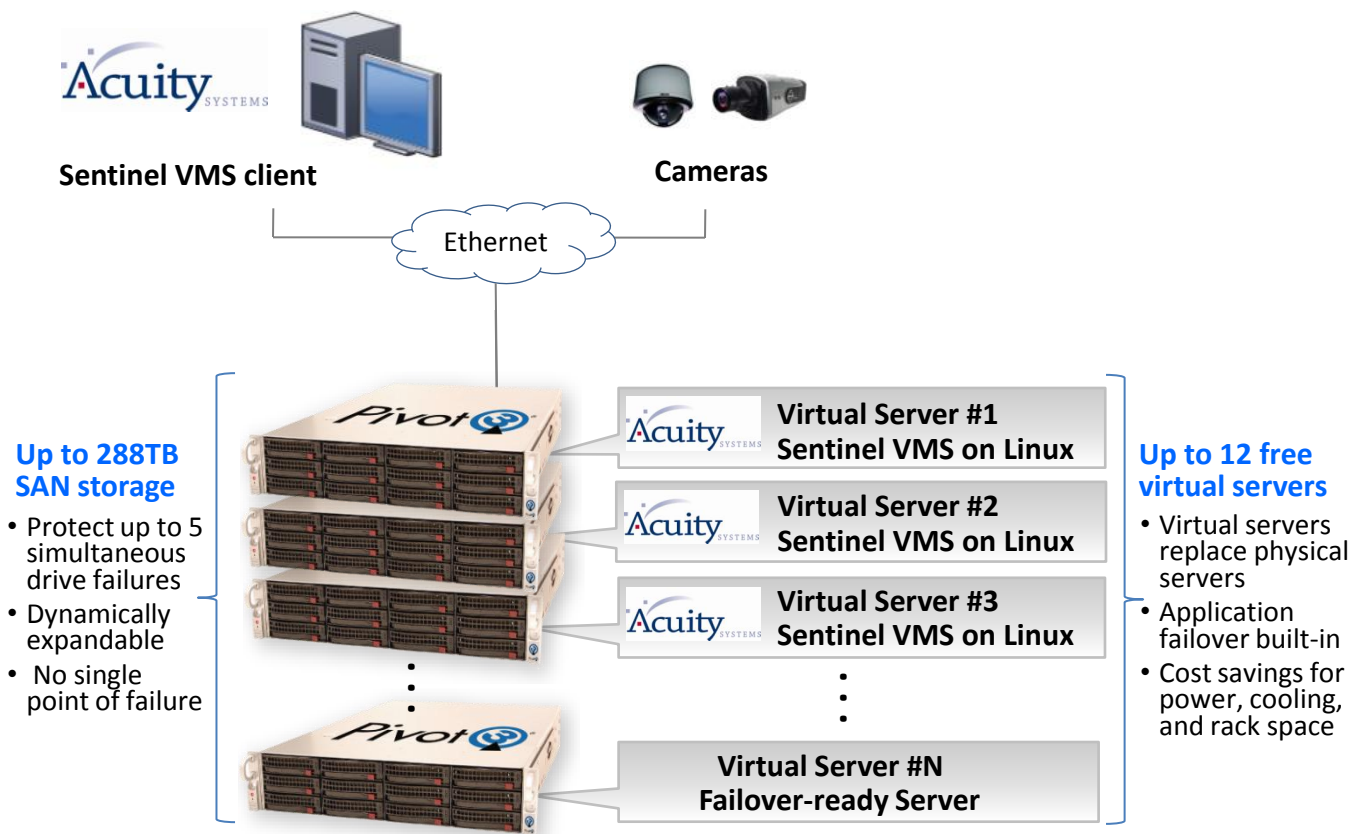 Acuity SYSTEMS
Sentinel VMS client
Cameras
Ethernet
Up to 288TB
SAN storage
• Protect up to 5
simultaneous
drive failures
• Dynamically
expandable
• No single
point of failure
Pivot3
Acuity SYSTEMS
Virtual Server #1
Sentinel VMS on Linux
Acuity SYSTEMS
Virtual Server #2
Sentinel VMS on Linux
Acuity SYSTEMS
Virtual Server #3
Sentinel VMS on Linux
Pivot3
Virtual Server #N
Failover-ready Server
Up to 12 free
virtual servers
• Virtual servers
replace physical
servers
• Application
failover built-in
• Cost savings for
power, cooling,
and rack space